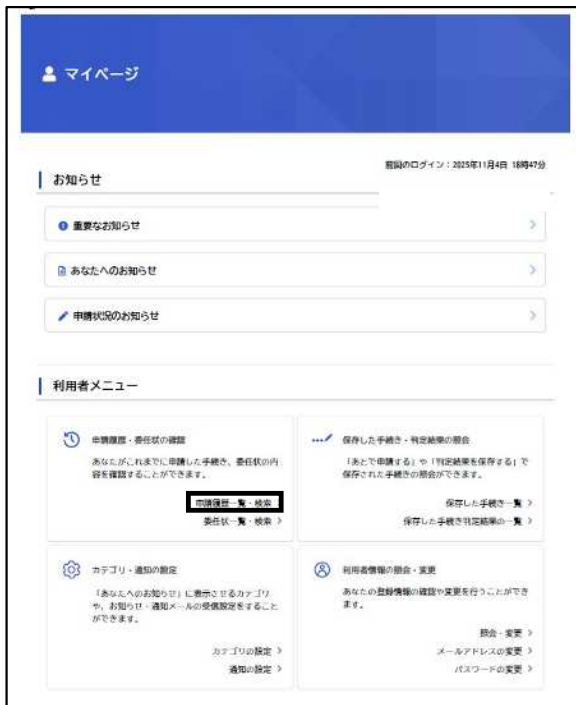 マイページ
前回のログイン：2025年11月4日 18時47分
お知らせ
重要なお知らせ
あなたへのお知らせ
申請状況のお知らせ
利用者メニュー
申請履歴・委任状の確認
あなたがこれまでに申請した手続き、委任状の内
容を確認することができます。
申請履歴一覧・検索
委任状一覧・検索
保存した手続き・判定結果の照会
「あとで申請する」や「判定結果を保存する」で
保存された手続きの照会ができます。
保存した手続き一覧
保存した手続き判定結果の一覧
カテゴリ・通知の設定
「あなたへのお知らせ」に表示させるカテゴリ
や、お知らせ・通知メールの受信設定をすること
ができます。
カテゴリの設定
通知の設定
利用者情報の照会・変更
あなたの登録情報の確認や変更を行うことができ
ます。
照会・変更
メールアドレスの変更
パスワードの変更